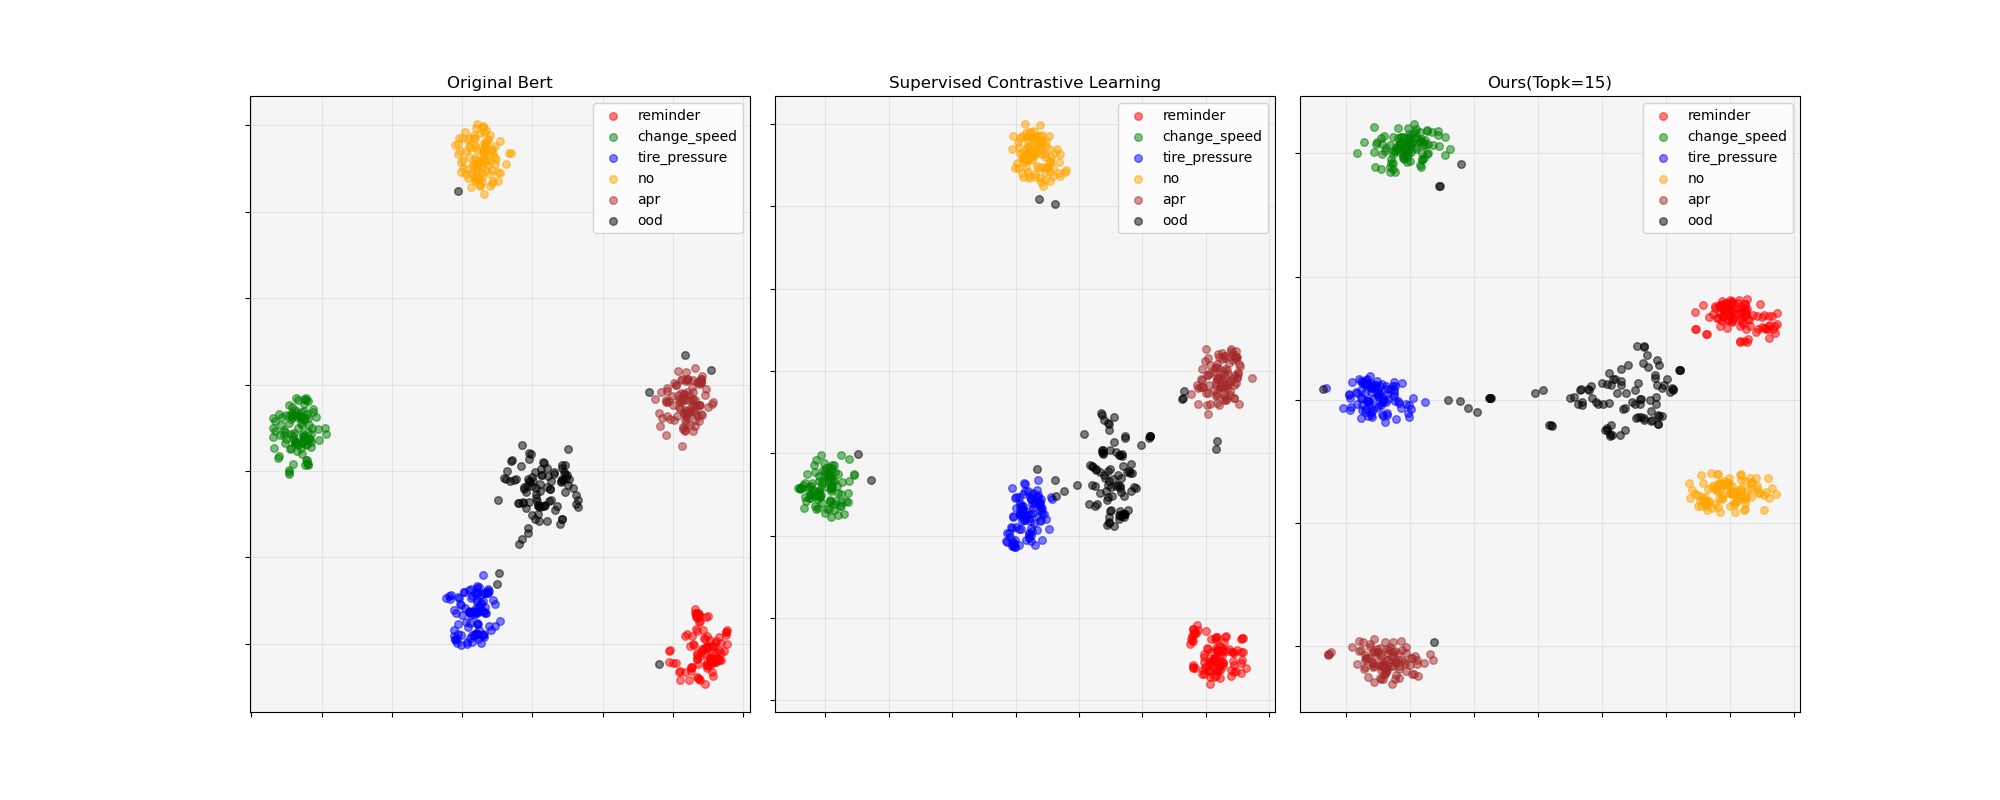 Original Bert
reminder
change_speed
tire_pressure
no
apr
ood
Supervised Contrastive Learning
reminder
change_speed
tire_pressure
no
apr
ood
Ours(Topk=15)
reminder
change_speed
tire_pressure
no
apr
ood